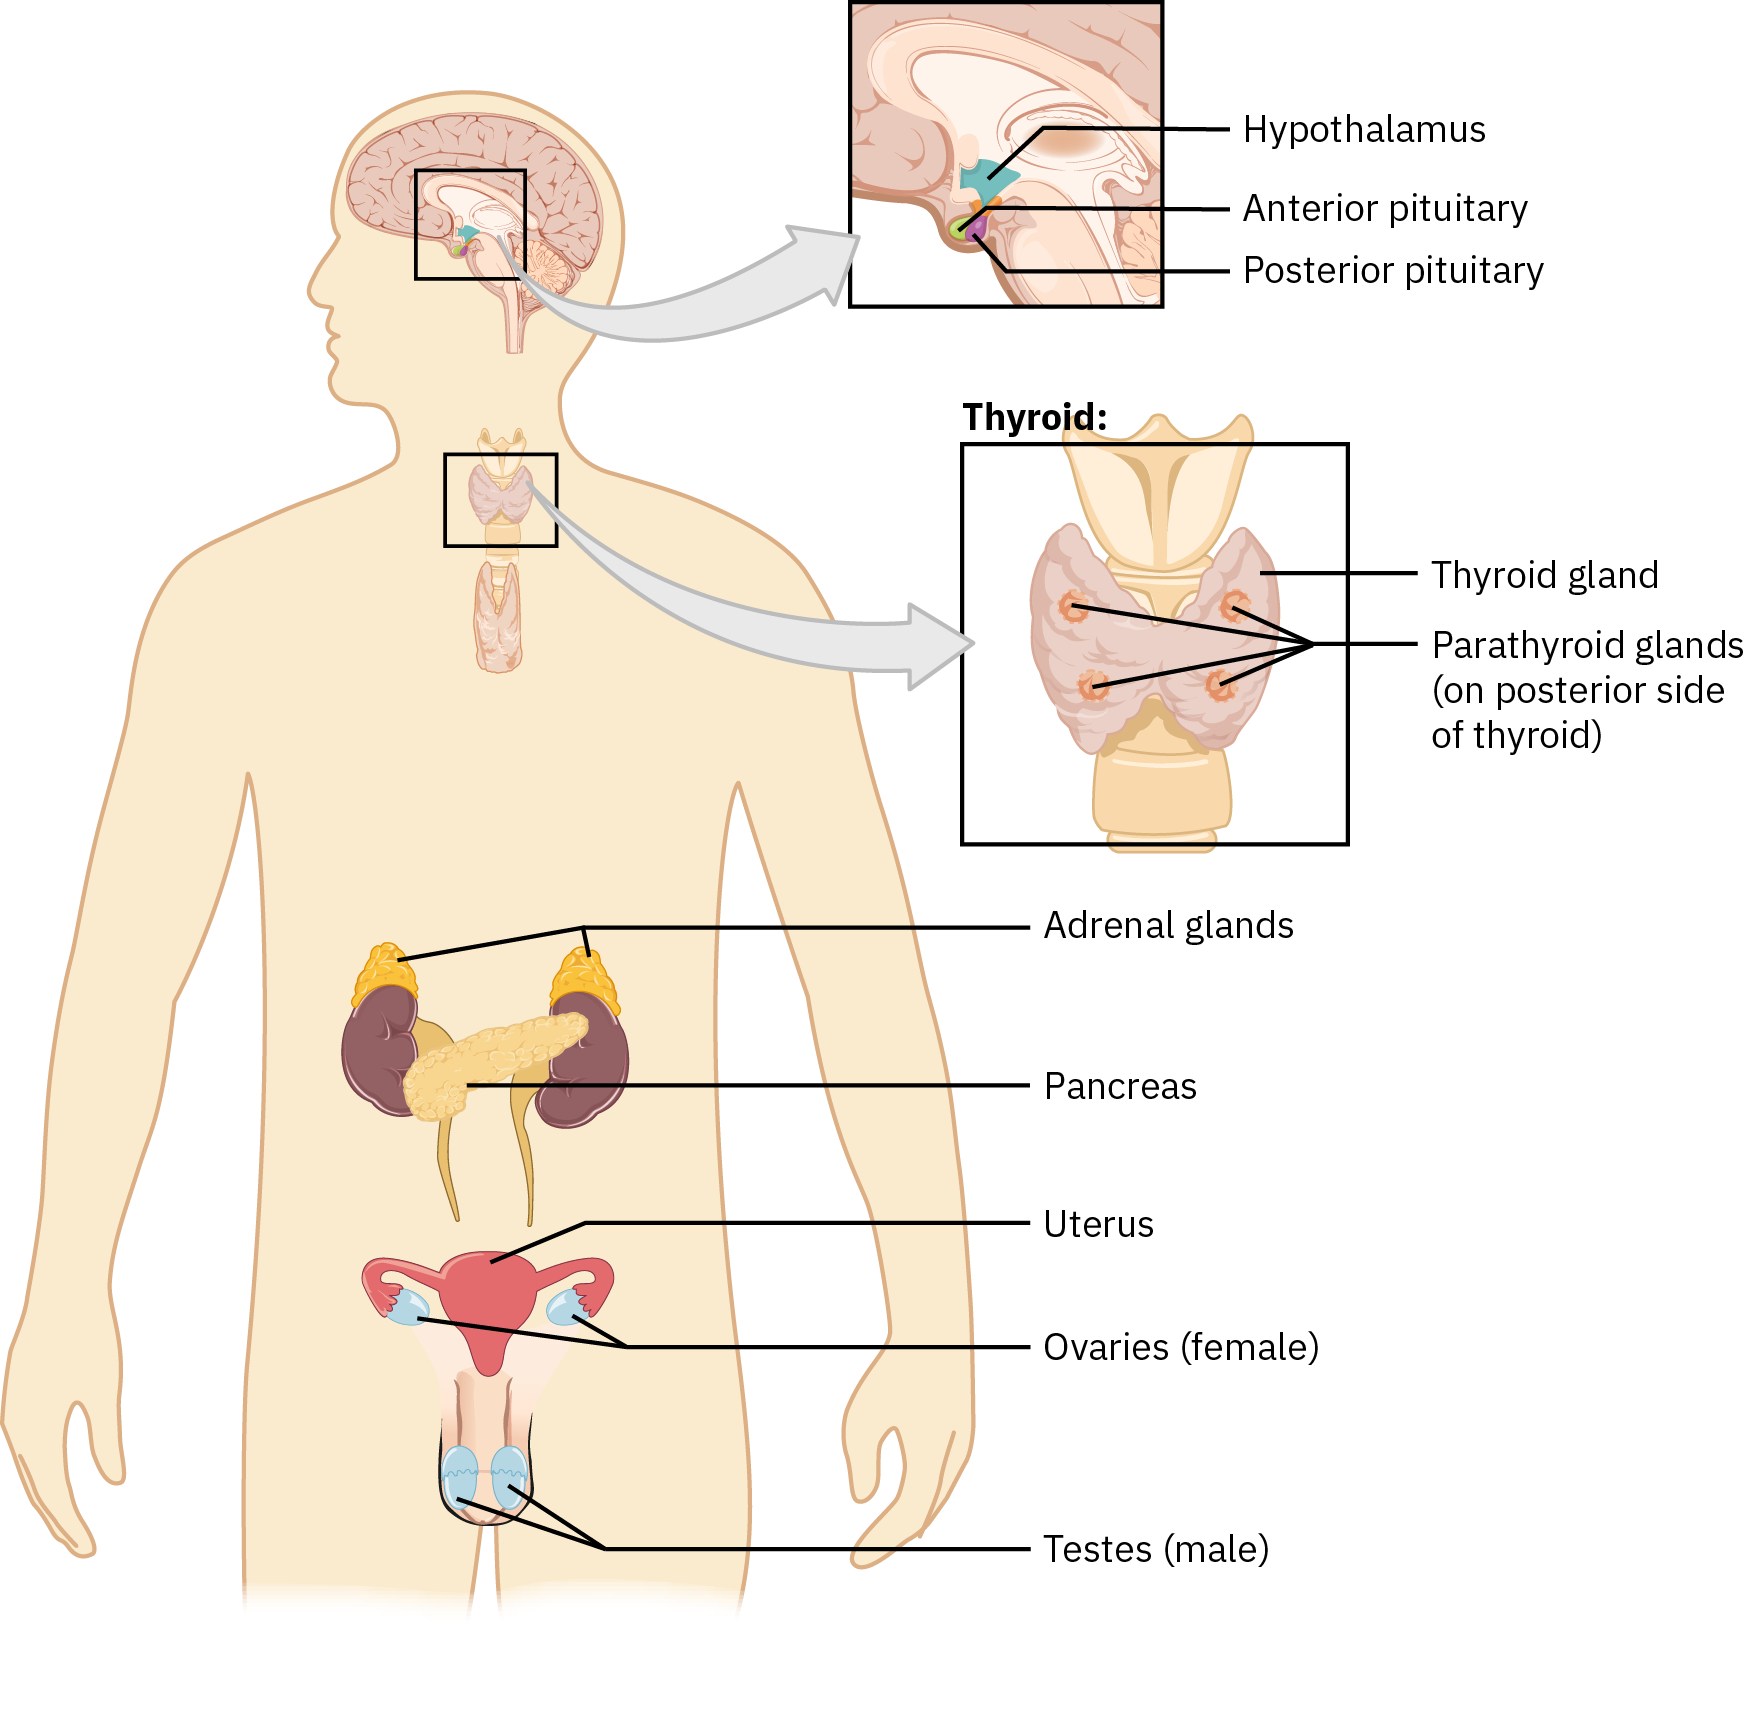 Hypothalamus
Anterior pituitary
Posterior pituitary
Thyroid:
Thyroid gland
Parathyroid glands
(on posterior side
of thyroid)
Adrenal glands
Pancreas
Uterus
Ovaries (female)
Testes (male)